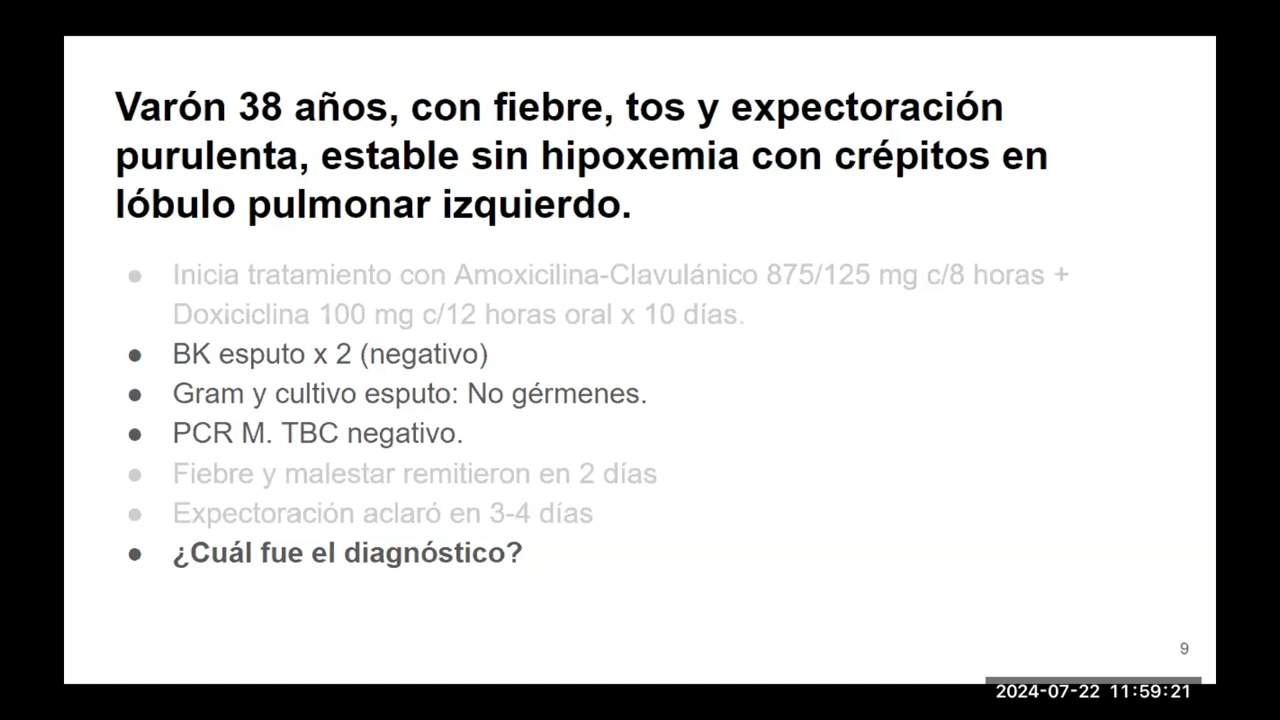 Varón 38 años, con fiebre, tos y expectoración
purulenta, estable sin hipoxemia con crépitos en
lóbulo pulmonar izquierdo.
● Inicia tratamiento con Amoxicilina-Clavulánico 875/125 mg c/8 horas +
Doxiciclina 100 mg c/12 horas oral x 10 días.
● BK esputo x 2 (negativo)
● Gram y cultivo esputo: No gérmenes.
● PCR M. TBC negativo.
● Fiebre y malestar remitieron en 2 días
● Expectoración aclaró en 3-4 días
● ¿Cuál fue el diagnóstico?
9
2024-07-22 11:59:21